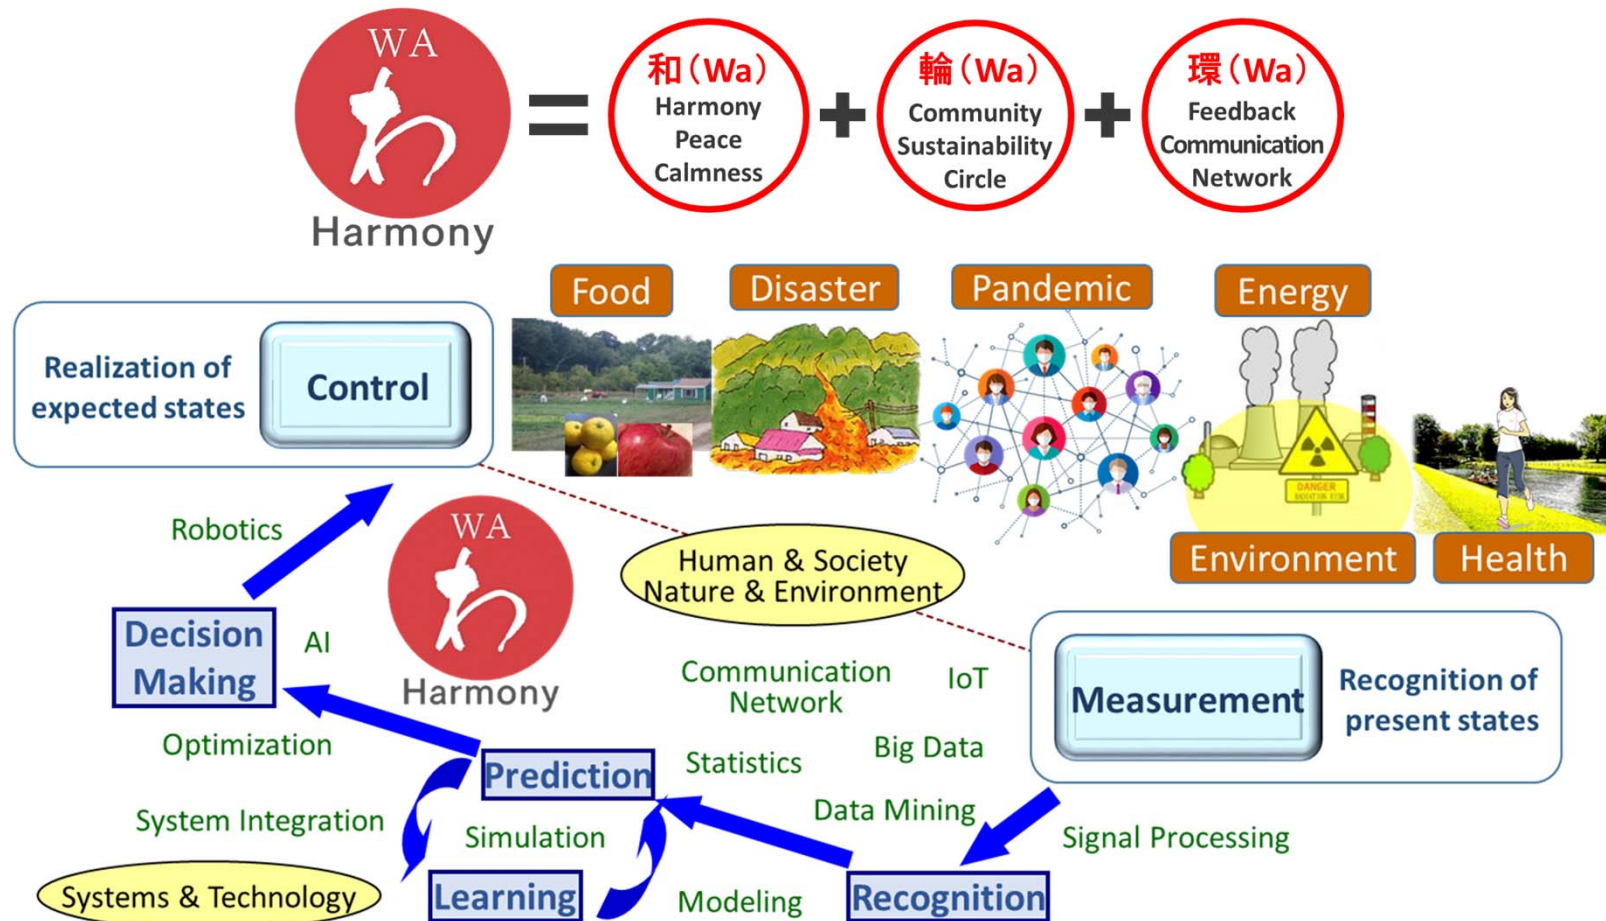 WA
わ
Harmony
=
和(Wa)
Harmony
Peace
Calmness
+
輪(Wa)
Community
Sustainability
Circle
+
環(Wa)
Feedback
Communication
Network
Food
Disaster
Pandemic
Energy
Realization of
expected states
Control
DANGER
RADIATION RISK
Environment
Health
Robotics
WA
わ
Harmony
Human & Society
Nature & Environment
Decision
Making
AI
Communication
Network
IoT
Measurement
Recognition of
present states
Optimization
Prediction
Statistics
Big Data
System Integration
Simulation
Data Mining
Signal Processing
Systems & Technology
Learning
Modeling
Recognition